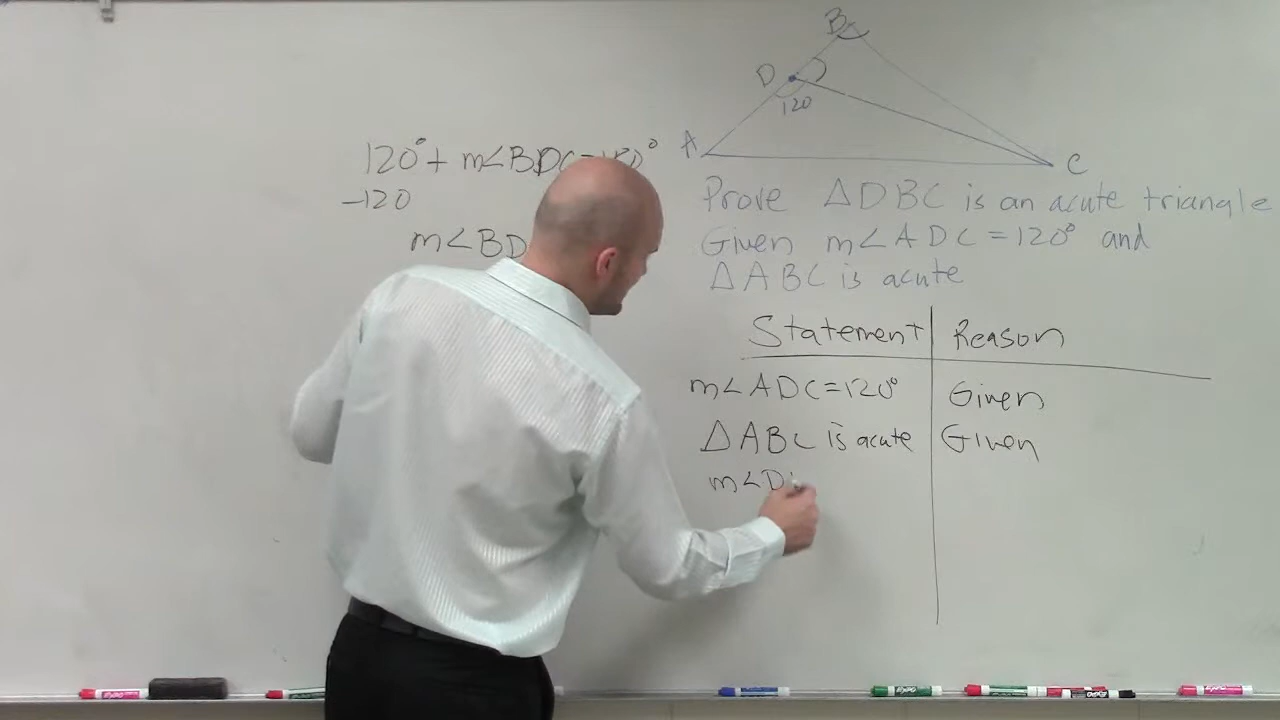 B
D
120
A
C
120° + m∠BDC = 180°
-120
m∠BD
Prove △DBC is an acute triangle
Given m∠ADC = 120° and
△ABC is acute
Statement Reason
m∠ADC = 120° Given
△ABC is acute Given
m∠D